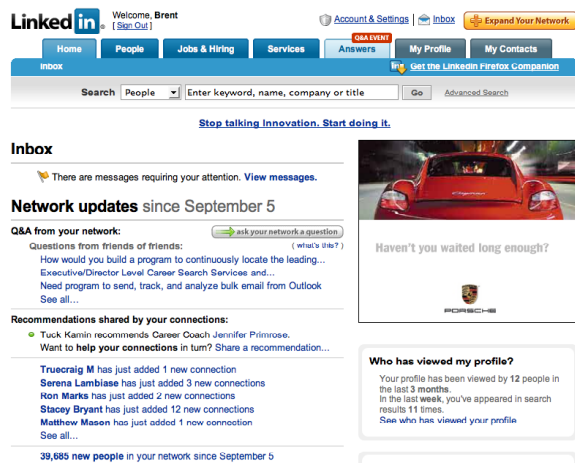 Linked in
Welcome, Brent
[ Sign Out ]
Account & Settings | Inbox
Expand Your Network
Q&A EVENT
Home People Jobs & Hiring Services Answers My Profile My Contacts
Inbox
Get the LinkedIn Firefox Companion
Search People Enter keyword, name, company or title Go Advanced Search
Stop talking Innovation. Start doing it.
Inbox
There are messages requiring your attention. View messages.
Network updates since September 5
Q&A from your network:
ask your network a question
Questions from friends of friends:
( what's this? )
How would you build a program to continously locate the leading...
Executive/Director Level Career Search Services and...
Need program to send, track, and analyze bulk email from Outlook
See all...
Recommendations shared by your connections:
Tuck Kamin recommends Career Coach Jennifer Primrose.
Want to help your connections in turn? Share a recommendation...
Truecraig M has just added 1 new connection
Serena Lambiase has just added 3 new connections
Ron Marks has just added 2 new connections
Stacey Bryant has just added 12 new connections
Matthew Mason has just added 1 new connection
See all...
39,685 new people in your network since September 5
Cayman
Haven't you waited long enough?
PORSCHE
Who has viewed my profile?
Your profile has been viewed by 12 people in
the last 3 months.
In the last week, you've appeared in search
results 11 times.
See who has viewed your profile